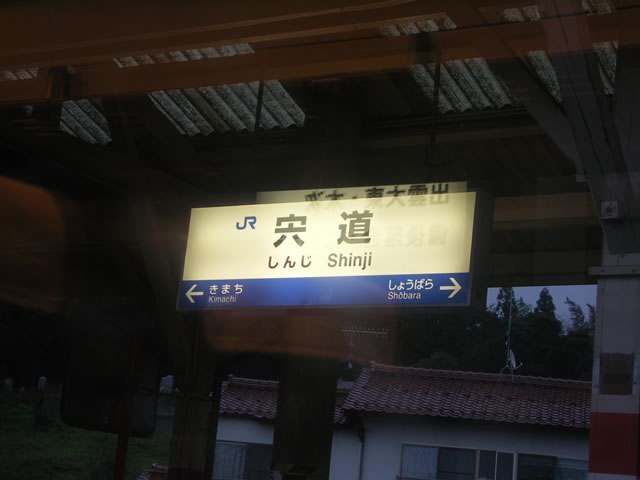 JR 宍道
しんじ Shinji
← きまち しょうばら →
Kimachi Shōbara